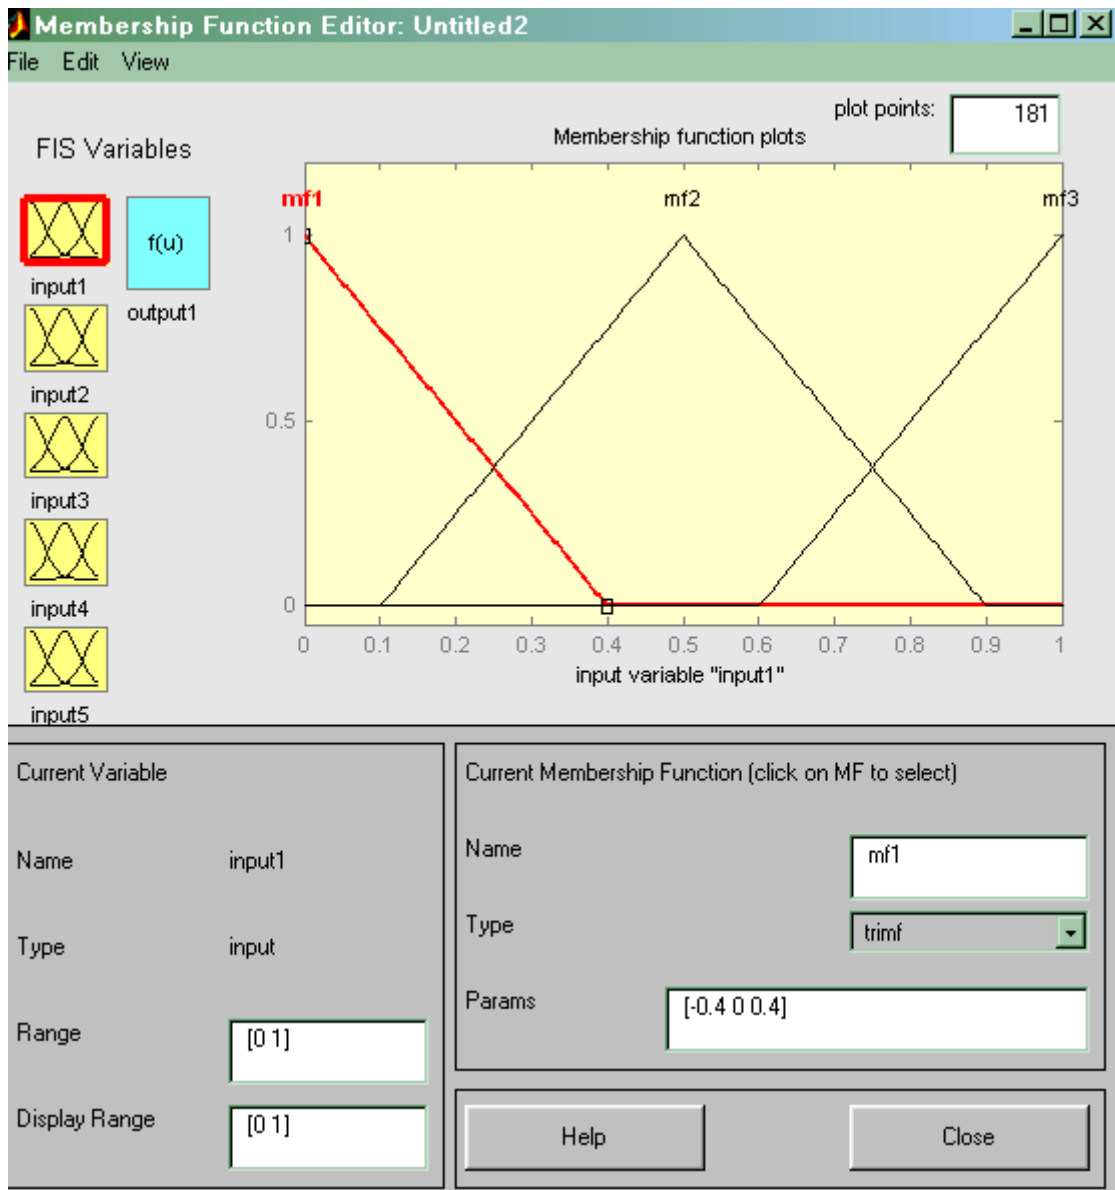 Membership Function Editor: Untitled2
File Edit View
plot points: 181
FIS Variables
Membership function plots
mf1 mf2 mf3
f(u)
1
input1
output1
input2
0.5
input3
input4
0
0 0.1 0.2 0.3 0.4 0.5 0.6 0.7 0.8 0.9 1
input variable "input1"
input5
Current Variable
Name input1
Type input
Range [0 1]
Display Range [0 1]
Current Membership Function (click on MF to select)
Name mf1
Type trimf
Params [-0.4 0 0.4]
Help Close